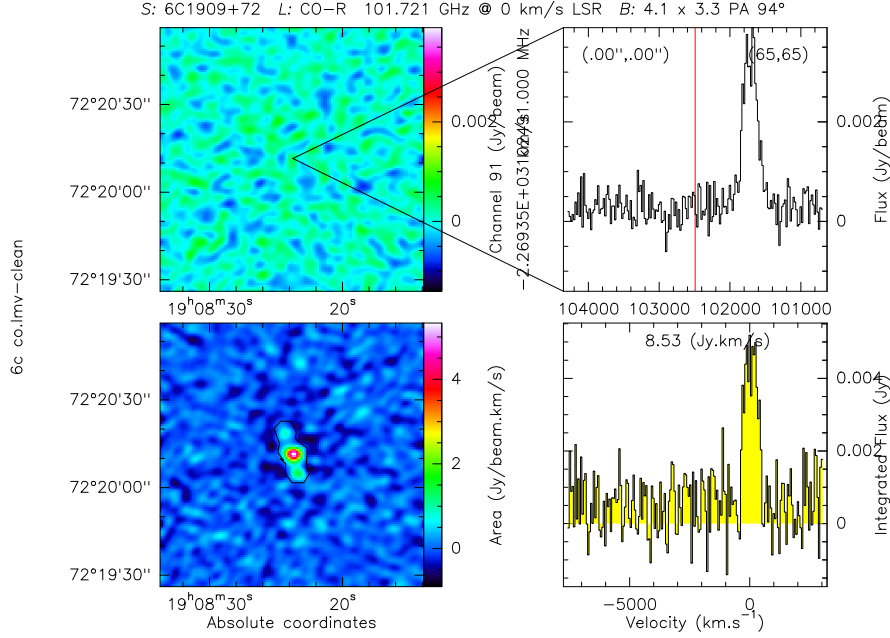 S: 6C1909+72 L: CO-R 101.721 GHz @ 0 km/s LSR B: 4.1 x 3.3 PA 94°
72°20'30"
72°20'00"
72°19'30"
19h08m30s 20s
0.002
0
Channel 91 (Jy/beam)
(.00",.00") (65,65)
0.002
0
Flux (Jy/beam)
104000 103000 102000 101000
6c co.lmv-clean
72°20'30"
72°20'00"
72°19'30"
19h08m30s 20s
Absolute coordinates
4
2
0
Area (Jy/beam.km/s)
8.53 (Jy.km/s)
0.004
0.002
0
Integrated Flux (Jy)
-5000 0
Velocity (km.s-1)